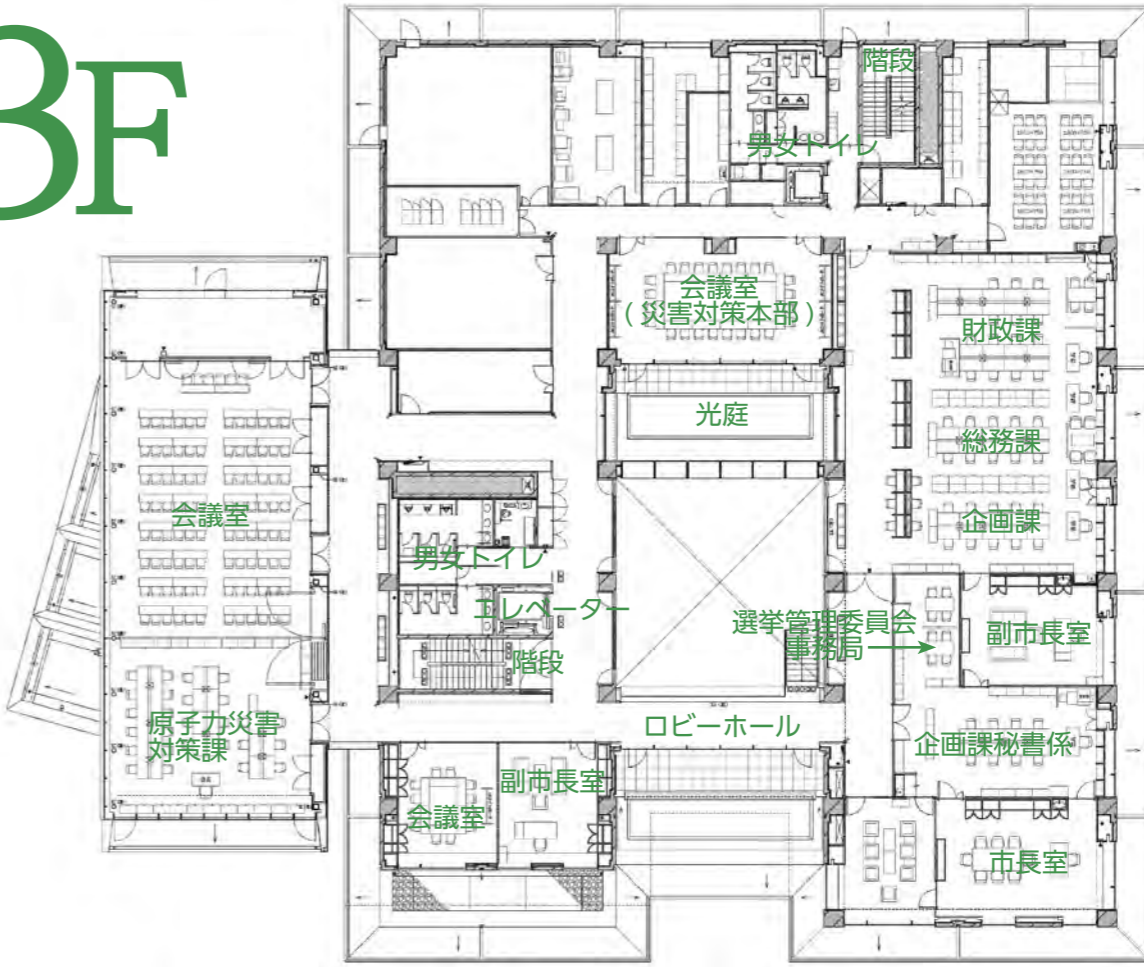 3F
階段
男女トイレ
会議室
(災害対策本部)
財政課
光庭
総務課
会議室
企画課
男女トイレ
エレベーター
選挙管理委員会
事務局
副市長室
階段
原子力災害
対策課
ロビーホール
企画課秘書係
副市長室
会議室
市長室